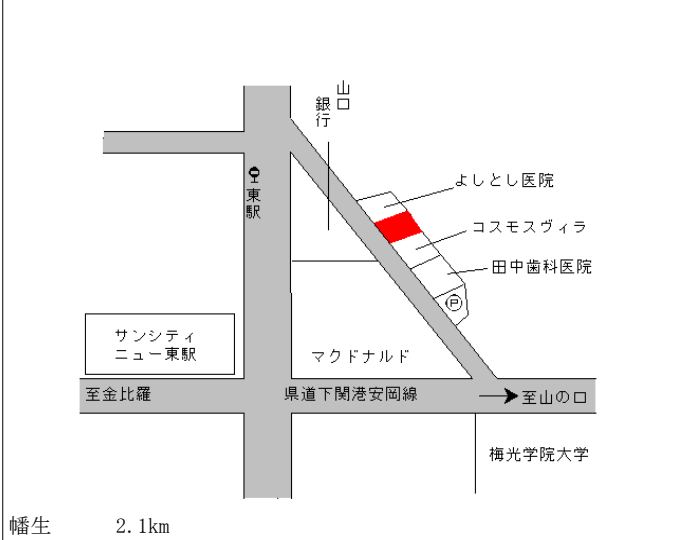 山口
銀行
よしとし医院
東駅
コスモスヴィラ
田中歯科医院
P
サンシティ
ニュー東駅
マクドナルド
至金比羅
県道下関港安岡線
至山の口
梅光学院大学
幡生 2.1km